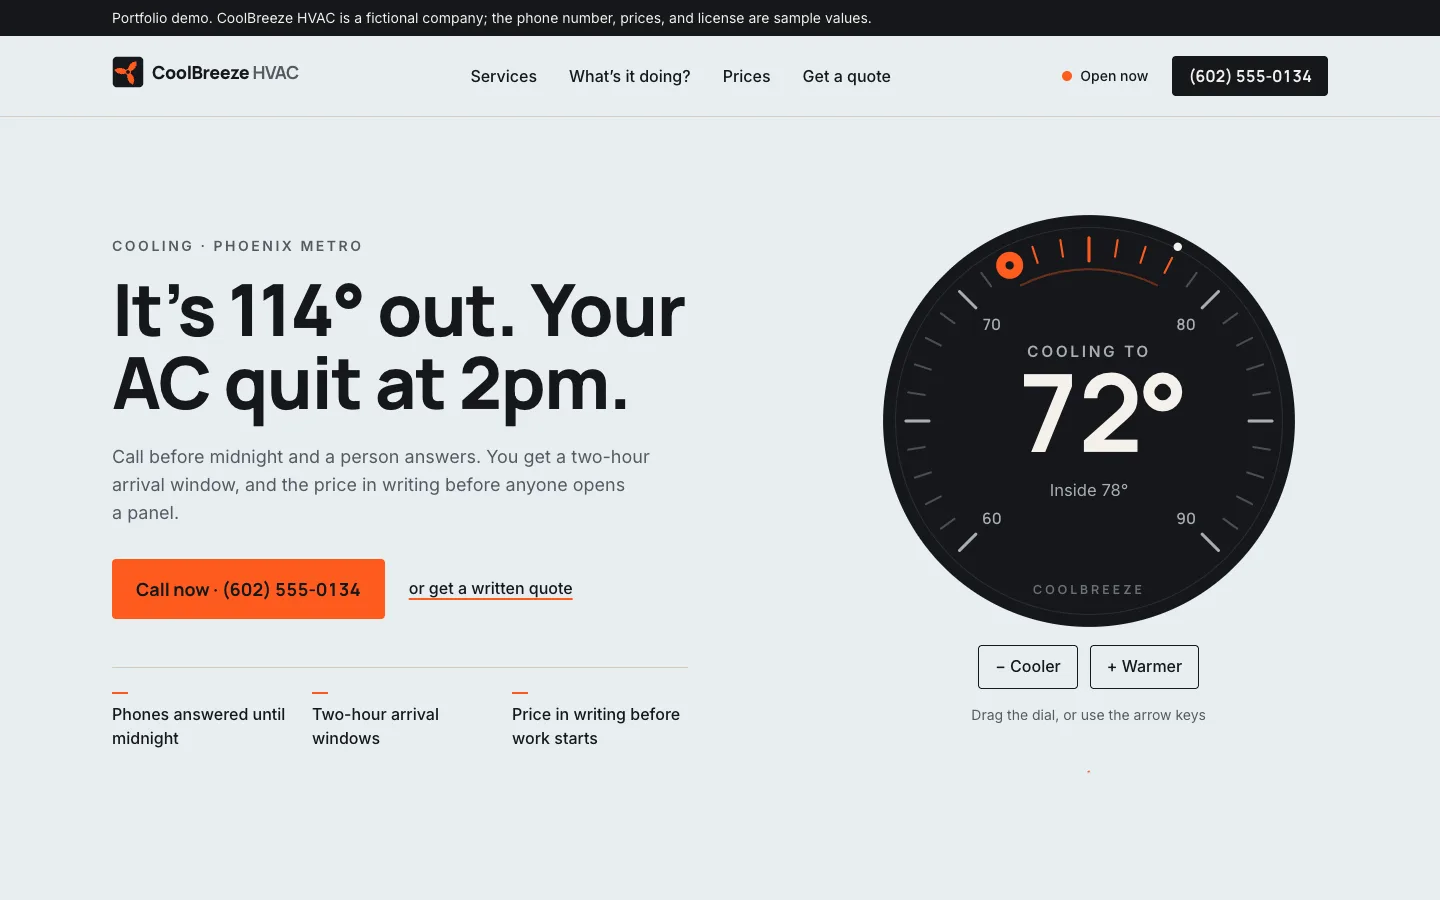 Portfolio demo. CoolBreeze HVAC is a fictional company; the phone number, prices, and license are sample values.
CoolBreeze HVAC
Services
What's it doing?
Prices
Get a quote
Open now
(602) 555-0134
COOLING · PHOENIX METRO
It’s 114° out. Your
AC quit at 2pm.
Call before midnight and a person answers. You get a two-hour
arrival window, and the price in writing before anyone opens
a panel.
Call now · (602) 555-0134
or get a written quote
Phones answered until
midnight
Two-hour arrival
windows
Price in writing before
work starts
70
80
COOLING TO
72°
Inside 78°
60
90
COOLBREEZE
− Cooler
+ Warmer
Drag the dial, or use the arrow keys